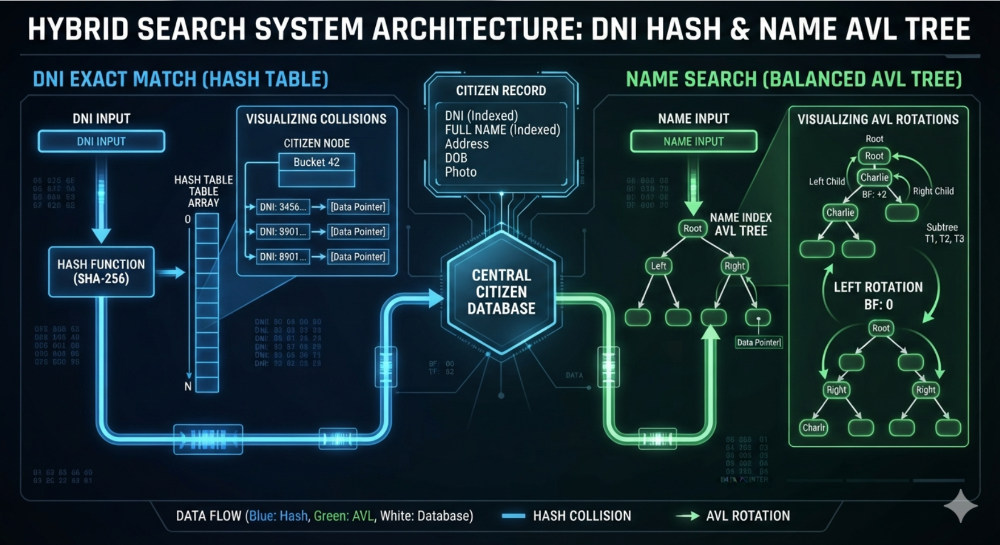 HYBRID SEARCH SYSTEM ARCHITECTURE: DNI HASH & NAME AVL TREE
DNI EXACT MATCH (HASH TABLE)
DNI INPUT
DNI INPUT
HASH FUNCTION
(SHA-256)
HASH TABLE
TABLE
ARRAY
0
N
VISUALIZING COLLISIONS
CITIZEN NODE
Bucket 42
DNI: 3456... [Data Pointer]
DNI: 3901... [Data Pointer]
DNI: 8901... [Data Pointer]
CITIZEN RECORD
DNI (Indexed)
FULL NAME (Indexed)
Address
DOB
Photo
CENTRAL
CITIZEN
DATABASE
DATA
NAME SEARCH (BALANCED AVL TREE)
NAME INPUT
NAME INPUT
NAME INDEX
AVL TREE
Root
Left
Right
Data Pointer]
VISUALIZING AVL ROTATIONS
Root
Root
Charlie
Left Child
BF: +2
Right Child
Charlie
Subtree
T1, T2, T3
LEFT ROTATION
BF: 0
Root
Right
Right
Charlr
DATA FLOW (Blue: Hash, Green: AVL, White: Database)
HASH COLLISION
AVL ROTATION